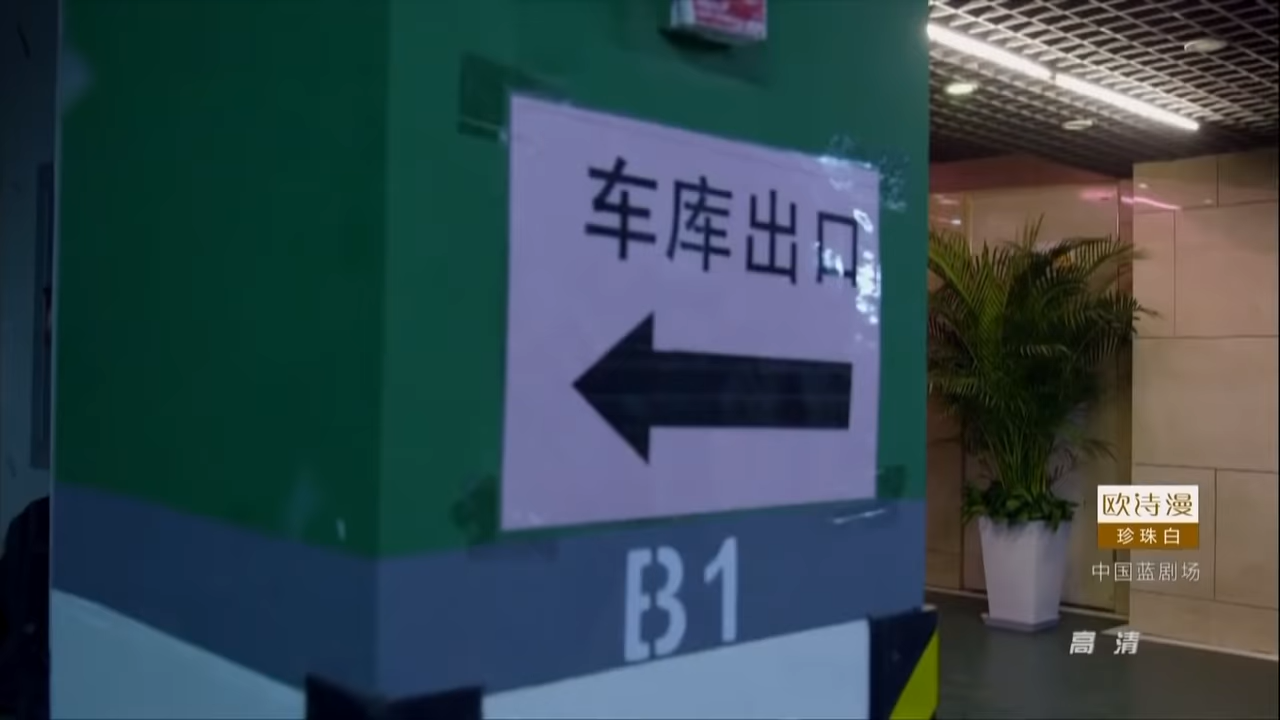 车库出口
B1
欧诗漫
珍珠白
中国蓝剧场
高清